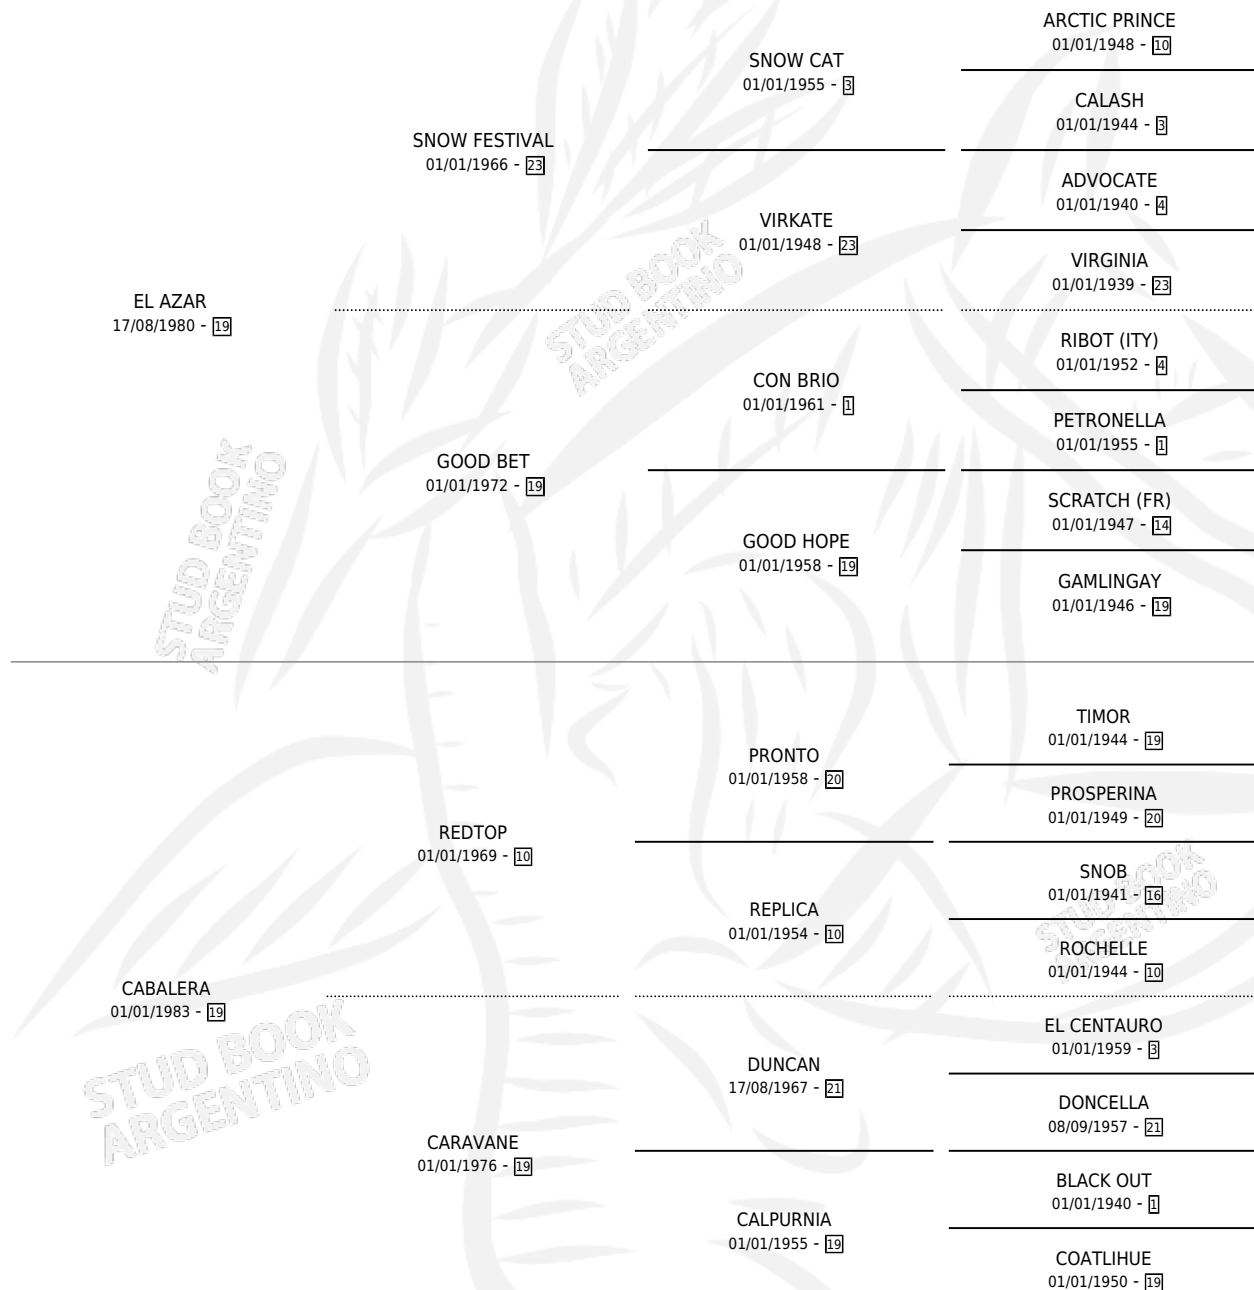 ARCTIC PRINCE
01/01/1948 - 10
SNOW CAT
01/01/1955 - 3
CALASH
01/01/1944 - 3
SNOW FESTIVAL
01/01/1966 - 23
ADVOCATE
01/01/1940 - 4
VIRKATE
01/01/1948 - 23
VIRGINIA
01/01/1939 - 23
EL AZAR
17/08/1980 - 19
STUD BOOK
ARGENTINO
RIBOT (ITY)
01/01/1952 - 4
CON BRIO
01/01/1961 - 1
PETRONELLA
01/01/1955 - 1
GOOD BET
01/01/1972 - 19
SCRATCH (FR)
01/01/1947 - 14
GOOD HOPE
01/01/1958 - 19
GAMLINGAY
01/01/1946 - 19
STUD BOOK
ARGENTINO
TIMOR
01/01/1944 - 19
PRONTO
01/01/1958 - 20
PROSPERINA
01/01/1949 - 20
REDTOP
01/01/1969 - 10
SNOB
01/01/1941 - 16
STUD BOOK
ARGENTINO
REPLICA
01/01/1954 - 10
ROCHELLE
01/01/1944 - 10
CABALERA
01/01/1983 - 19
EL CENTAURO
01/01/1959 - 3
DUNCAN
17/08/1967 - 21
DONCELLA
08/09/1957 - 21
STUD BOOK
ARGENTINO
CARAVANE
01/01/1976 - 19
BLACK OUT
01/01/1940 - 1
CALPURNIA
01/01/1955 - 19
COATLIHUE
01/01/1950 - 19